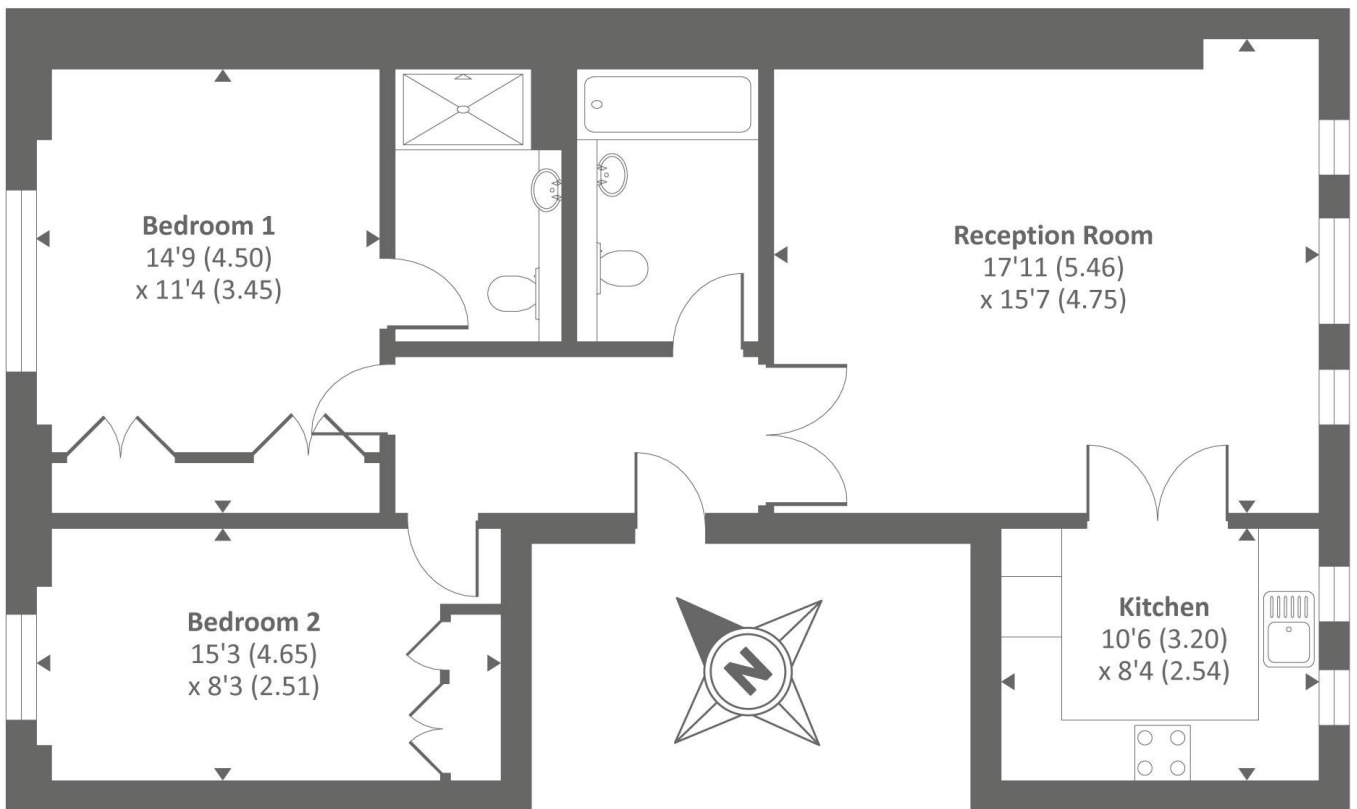 Bedroom 1
14'9 (4.50)
x 11'4 (3.45)
Reception Room
17'11 (5.46)
x 15'7 (4.75)
Bedroom 2
15'3 (4.65)
x 8'3 (2.51)
N
Kitchen
10'6 (3.20)
x 8'4 (2.54)